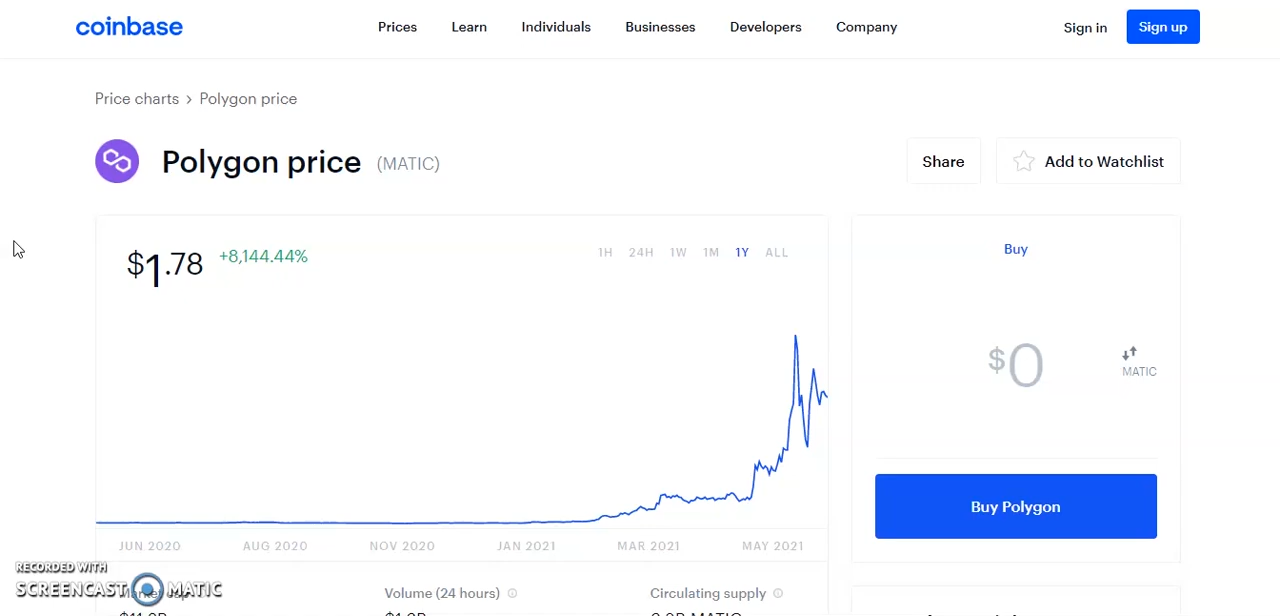 coinbase
Prices Learn Individuals Businesses Developers Company
Sign in Sign up
Price charts › Polygon price
Polygon price (MATIC)
Share Add to Watchlist
$1.78 +8,144.44%
1H 24H 1W 1M 1Y ALL
Buy
$0
MATIC
Buy Polygon
JUN 2020 AUG 2020 NOV 2020 JAN 2021 MAR 2021 MAY 2021
RECORDED WITH
SCREENCAST MATIC
Volume (24 hours) Circulating supply